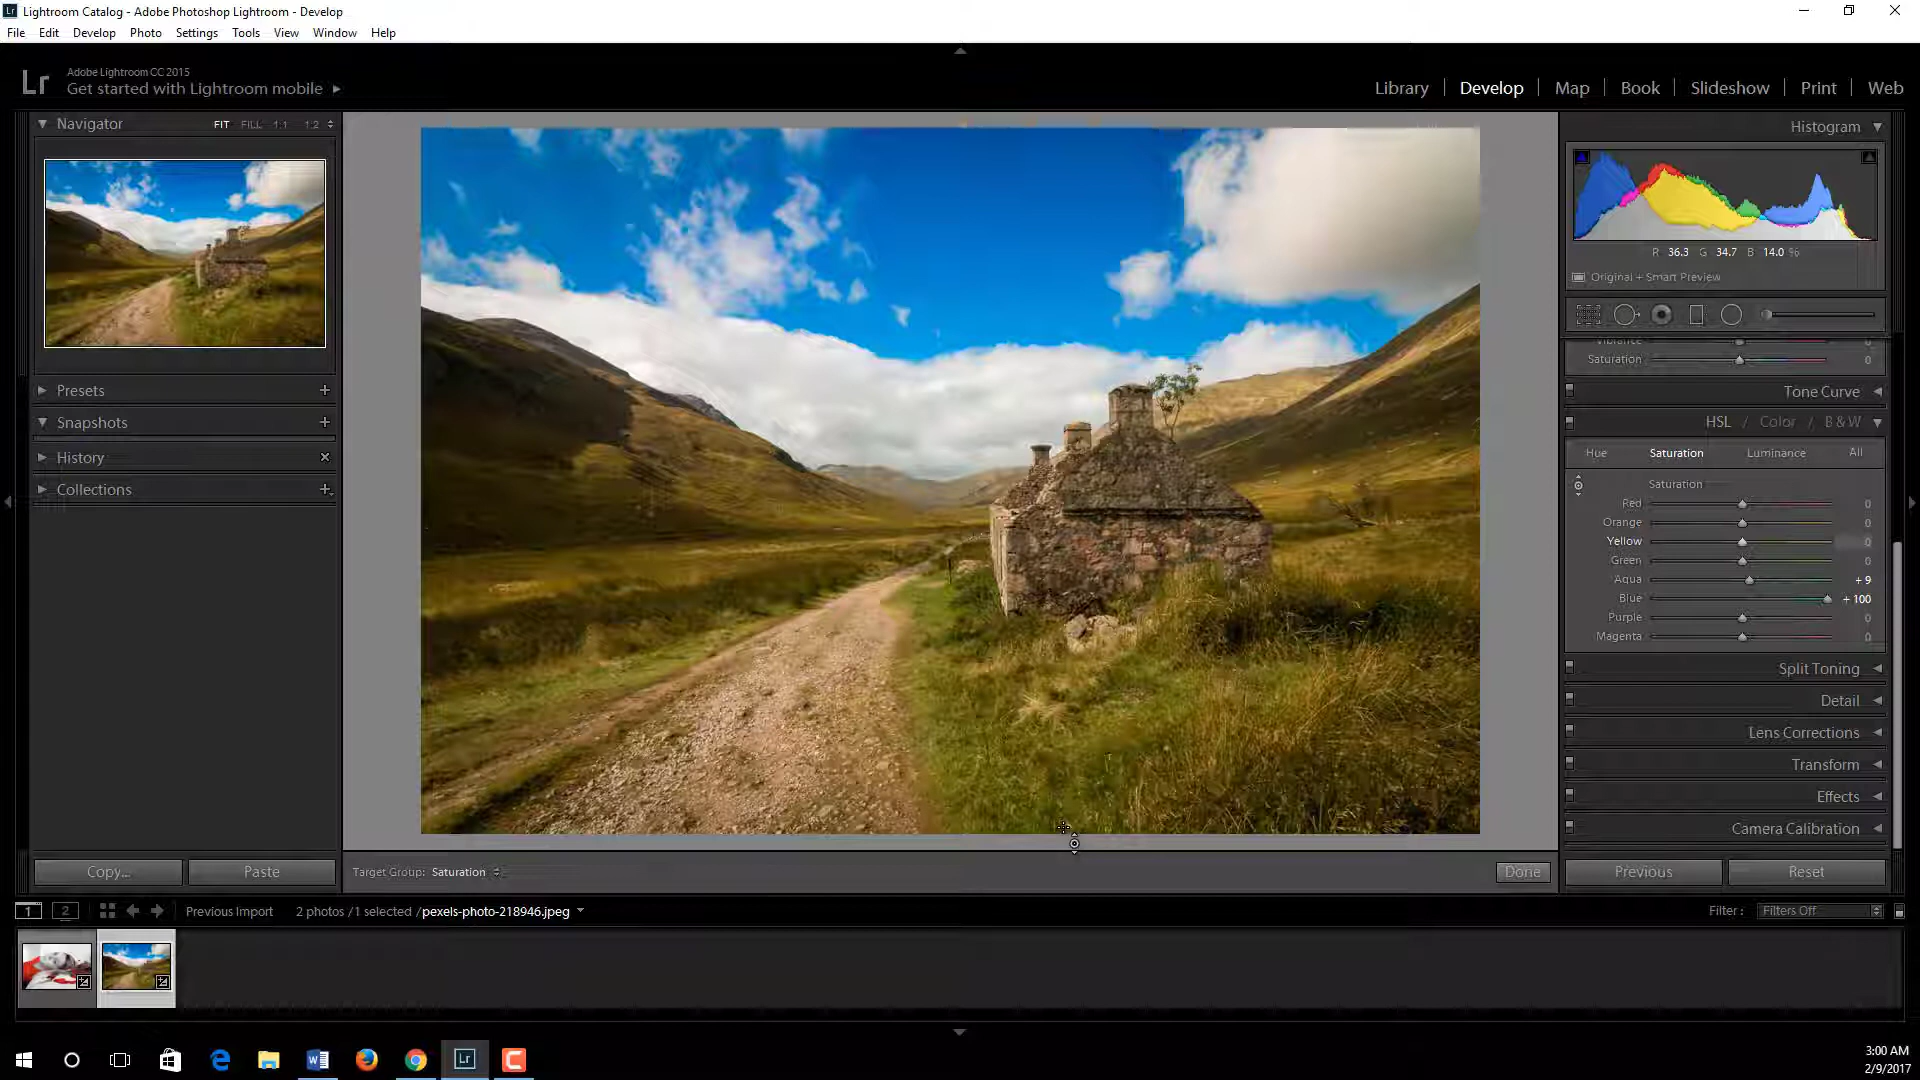 Lightroom Catalog - Adobe Photoshop Lightroom - Develop
File Edit Develop Photo Settings Tools View Window Help
Lr
Adobe Lightroom CC 2015
Get started with Lightroom mobile
Library Develop Map Book Slideshow Print Web
Navigator FIT FILL 1:1 1:2
Presets
Snapshots
History
Collections
Copy... Paste
Target Group: Saturation
Done
Histogram
R 36.3 G 34.7 B 14.0 %
Original + Smart Preview
Vibrance 0
Saturation 0
Tone Curve
HSL / Color / B & W
Hue Saturation Luminance All
Saturation
Red 0
Orange 0
Yellow 0
Green 0
Aqua + 9
Blue + 100
Purple 0
Magenta 0
Split Toning
Detail
Lens Corrections
Transform
Effects
Camera Calibration
Previous Reset
1 2 Previous Import 2 photos /1 selected /pexels-photo-218946.jpeg
Filter : Filters Off
Lr
3:00 AM
2/9/2017